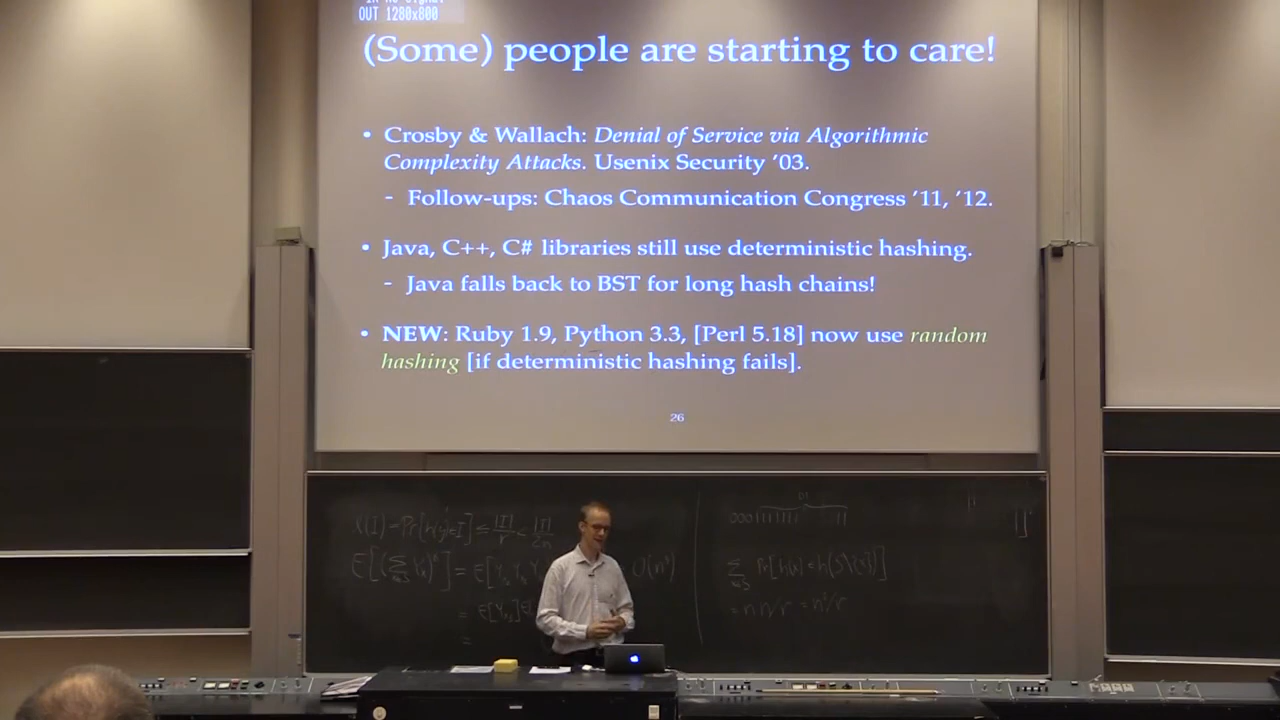 OUT 1280x800
(Some) people are starting to care!
• Crosby & Wallach: Denial of Service via Algorithmic
Complexity Attacks. Usenix Security ’03.
- Follow-ups: Chaos Communication Congress ’11, ’12.
• Java, C++, C# libraries still use deterministic hashing.
- Java falls back to BST for long hash chains!
• NEW: Ruby 1.9, Python 3.3, [Perl 5.18] now use random
hashing [if deterministic hashing fails].
26